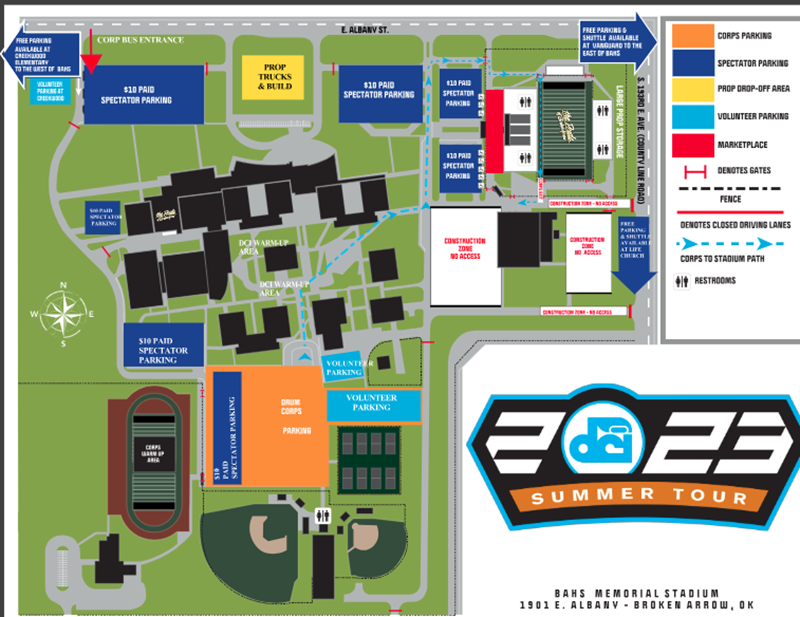 E. ALBANY ST.
FREE PARKING
AVAILABLE AT
CREEKWOOD
ELEMENTARY
TO THE WEST OF BAHS
CORP BUS ENTRANCE
VOLUNTEER
PARKING AT
CREEKWOOD
$10 PAID
SPECTATOR PARKING
PROP
TRUCKS
& BUILD
$10 PAID
SPECTATOR PARKING
$10 PAID
SPECTATOR
PARKING
$10 PAID
SPECTATOR
PARKING
FREE PARKING &
SHUTTLE AVAILABLE
AT VANGUARD TO THE
EAST OF BAHS
LARGE PROP STORAGE
S. 193RD E. AVE. (COUNTY LINE ROAD)
CORPS PARKING
SPECTATOR PARKING
PROP DROP-OFF AREA
VOLUNTEER PARKING
MARKETPLACE
DENOTES GATES
FENCE
DENOTES CLOSED DRIVING LANES
CORPS TO STADIUM PATH
RESTROOMS
$10 PAID
SPECTATOR
PARKING
DCI WARM-UP
AREA
DCI WARM-UP
AREA
CONSTRUCTION ZONE - NO ACCESS
CONSTRUCTION
ZONE
NO ACCESS
CONSTRUCTION
ZONE
NO ACCESS
FREE
PARKING
& SHUTTLE
AVAILABLE
AT LIFE
CHURCH
CONSTRUCTION ZONE - NO ACCESS
N
W
E
S
$10 PAID
SPECTATOR
PARKING
VOLUNTEER
PARKING
VOLUNTEER
PARKING
$10
PAID
SPECTATOR PARKING
DRUM
CORPS
PARKING
CORPS
WARM UP
AREA
2023
dci
SUMMER TOUR
BAHS MEMORIAL STADIUM
1901 E. ALBANY - BROKEN ARROW, OK